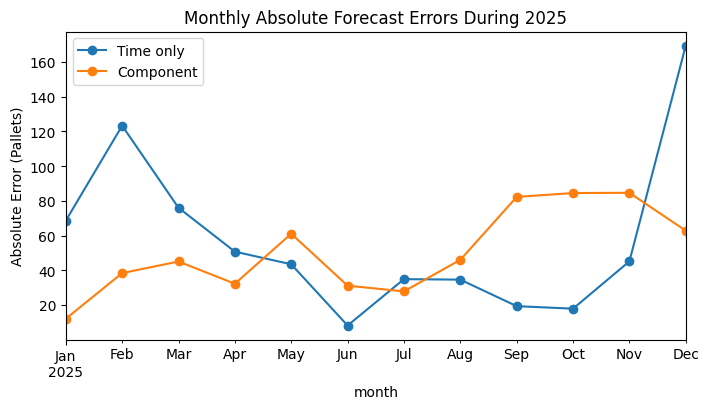 Monthly Absolute Forecast Errors During 2025
Time only
Component
Absolute Error (Pallets)
160
140
120
100
80
60
40
20
Jan Feb Mar Apr May Jun Jul Aug Sep Oct Nov Dec
2025
month